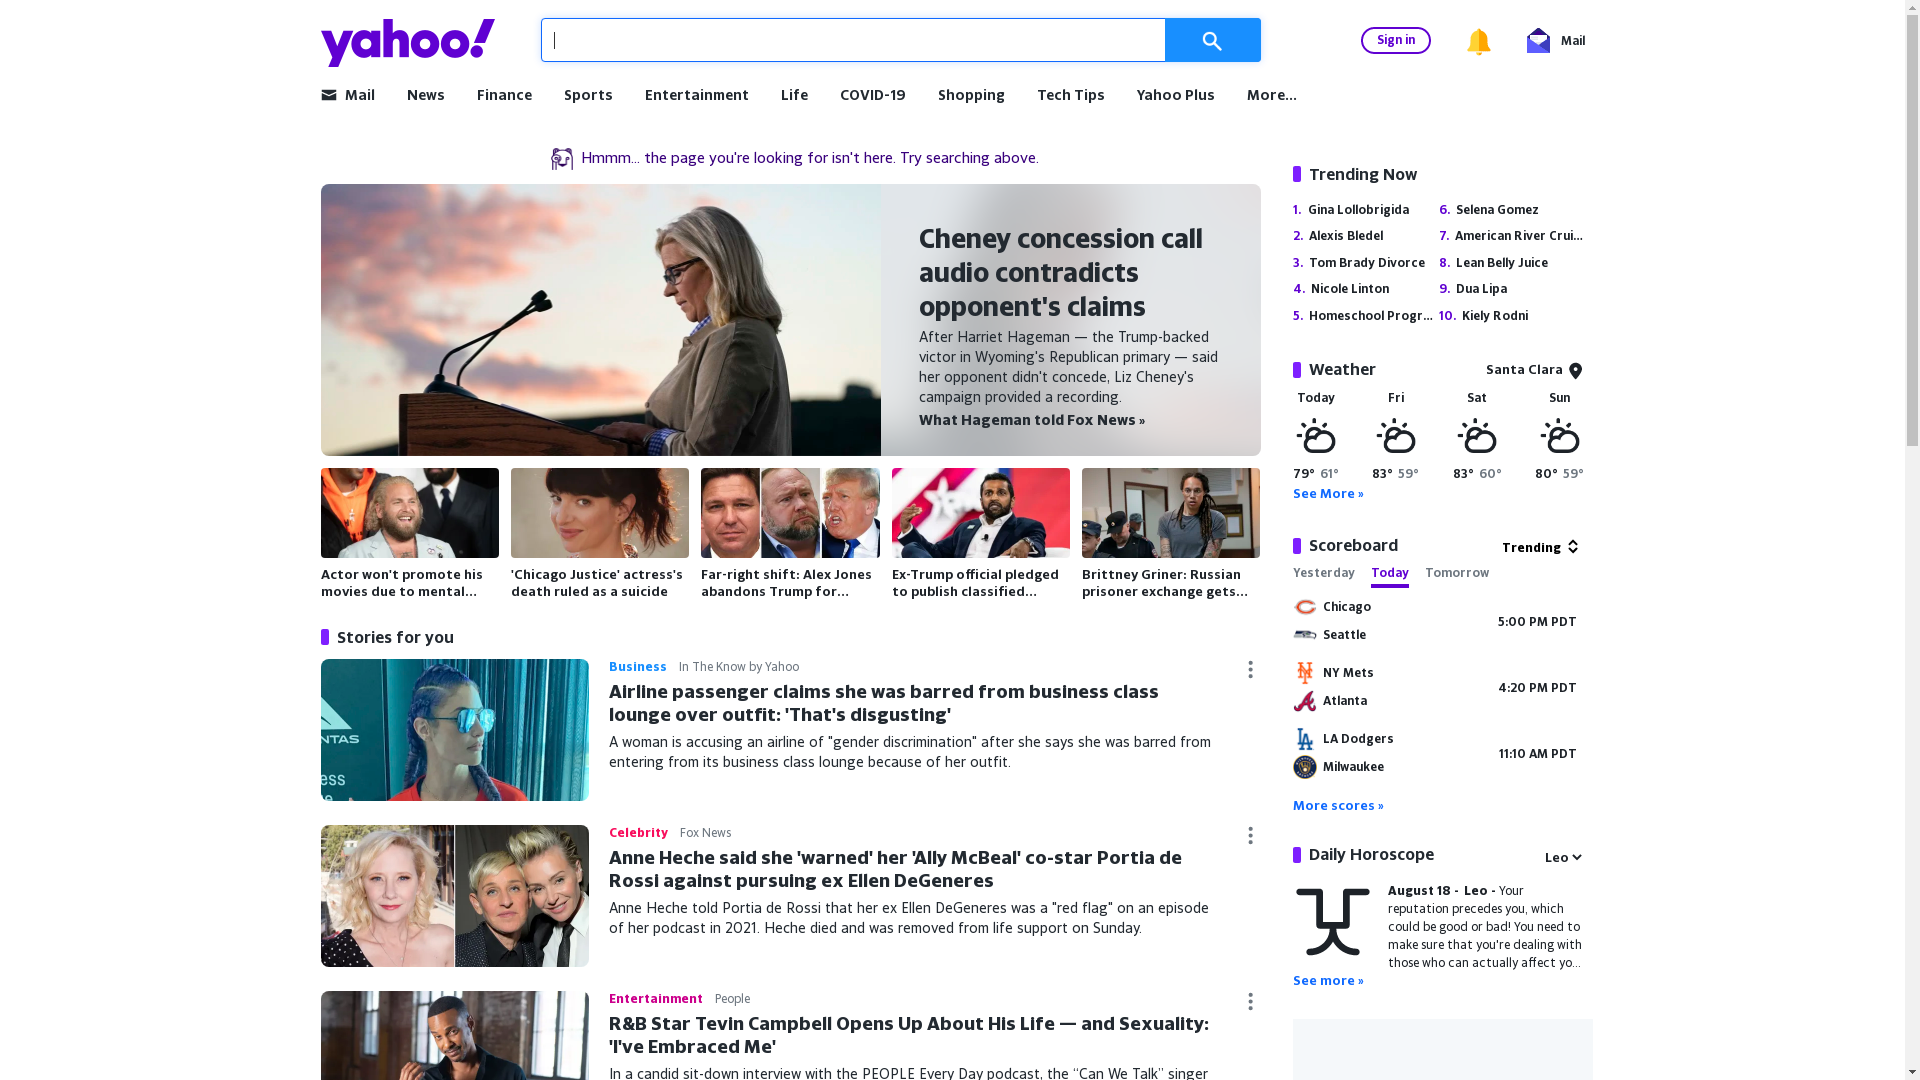 yahoo!
Sign in
Mail
Mail
News
Finance
Sports
Entertainment
Life
COVID-19
Shopping
Tech Tips
Yahoo Plus
More...
Hmmm... the page you're looking for isn't here. Try searching above.
Cheney concession call
audio contradicts
opponent's claims
After Harriet Hageman — the Trump-backed
victor in Wyoming's Republican primary — said
her opponent didn't concede, Liz Cheney's
campaign provided a recording.
What Hageman told Fox News »
Actor won't promote his
movies due to mental...
'Chicago Justice' actress's
death ruled as a suicide
Far-right shift: Alex Jones
abandons Trump for...
Ex-Trump official pledged
to publish classified...
Brittney Griner: Russian
prisoner exchange gets...
Stories for you
Business In The Know by Yahoo
Airline passenger claims she was barred from business class
lounge over outfit: 'That's disgusting'
A woman is accusing an airline of "gender discrimination" after she says she was barred from
entering from its business class lounge because of her outfit.
NTAS
ess
Celebrity Fox News
Anne Heche said she 'warned' her 'Ally McBeal' co-star Portia de
Rossi against pursuing ex Ellen DeGeneres
Anne Heche told Portia de Rossi that her ex Ellen DeGeneres was a "red flag" on an episode
of her podcast in 2021. Heche died and was removed from life support on Sunday.
Entertainment People
R&B Star Tevin Campbell Opens Up About His Life — and Sexuality:
'I've Embraced Me'
In a candid sit-down interview with the PEOPLE Every Day podcast, the “Can We Talk” singer
Trending Now
1. Gina Lollobrigida
2. Alexis Bledel
3. Tom Brady Divorce
4. Nicole Linton
5. Homeschool Progr...
6. Selena Gomez
7. American River Crui...
8. Lean Belly Juice
9. Dua Lipa
10. Kiely Rodni
Weather
Santa Clara
Today Fri Sat Sun
79° 61° 83° 59° 83° 60° 80° 59°
See More »
Scoreboard
Trending
Yesterday Today Tomorrow
Chicago
Seattle
5:00 PM PDT
NY Mets
Atlanta
4:20 PM PDT
LA Dodgers
Milwaukee
11:10 AM PDT
More scores »
Daily Horoscope
Leo
August 18 - Leo - Your
reputation precedes you, which
could be good or bad! You need to
make sure that you're dealing with
those who can actually affect yo...
See more »